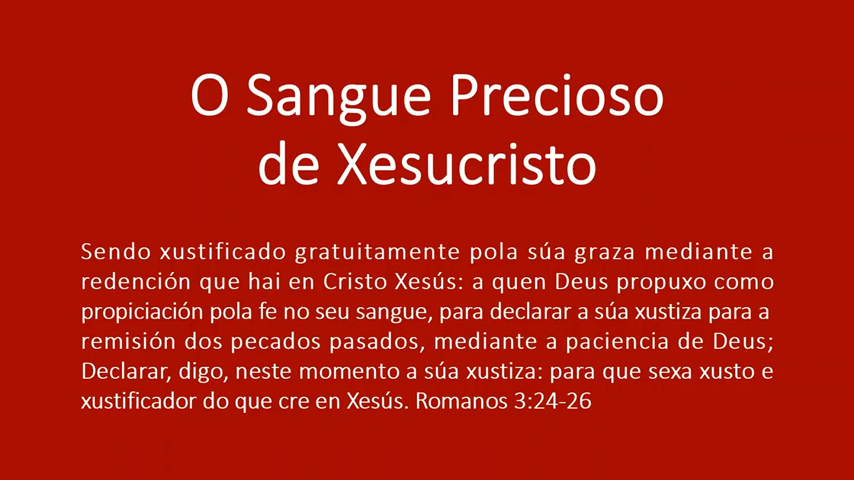 O Sangue Precioso
de Xesucristo
Sendo xustificado gratuitamente pola súa graza mediante a
redención que hai en Cristo Xesús: a quen Deus propuxo como
propiciación pola fe no seu sangue, para declarar a súa xustiza para a
remisión dos pecados pasados, mediante a paciencia de Deus;
Declarar, digo, neste momento a súa xustiza: para que sexa xusto e
xustificador do que cre en Xesús. Romanos 3:24-26